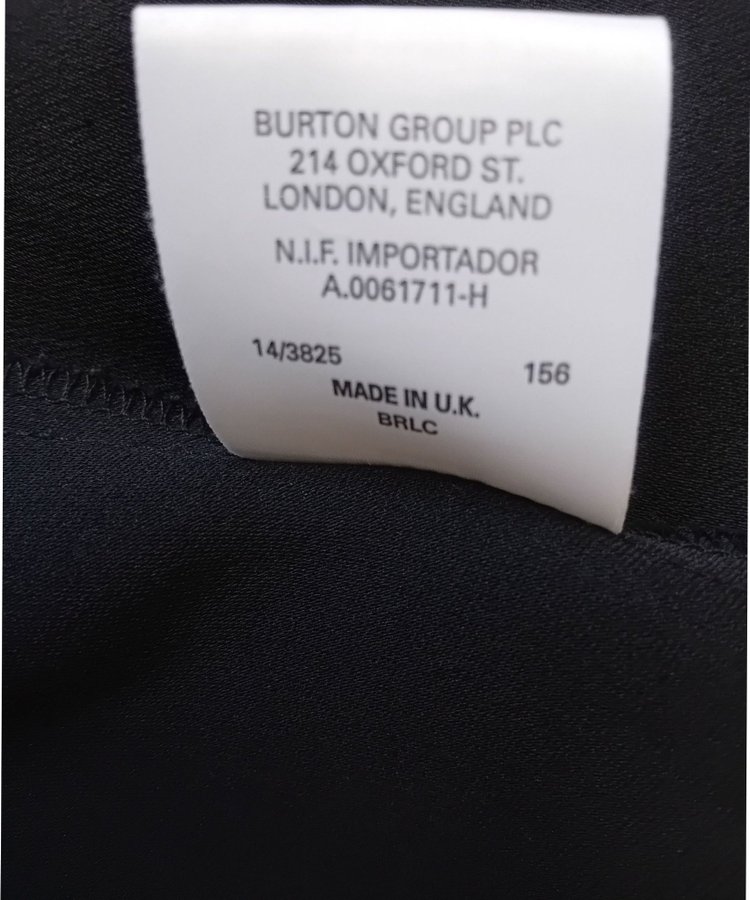 BURTON GROUP PLC
214 OXFORD ST.
LONDON, ENGLAND
N.I.F. IMPORTADOR
A.0061711-H
14/3825 156
MADE IN U.K.
BRLC